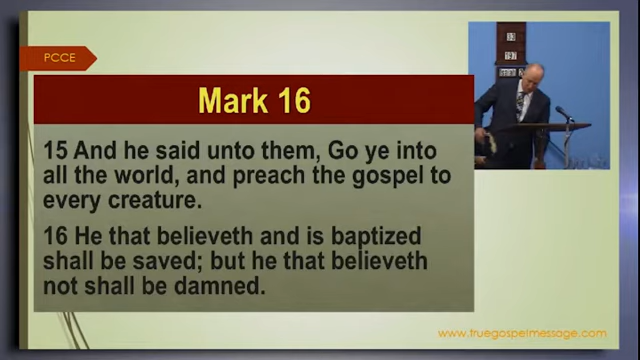 PCCE
Mark 16
15 And he said unto them, Go ye into
all the world, and preach the gospel to
every creature.
16 He that believeth and is baptized
shall be saved; but he that believeth
not shall be damned.
www.truegospelmessage.com